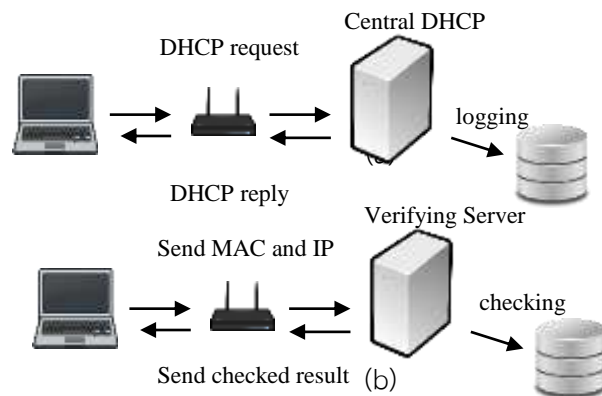 Central DHCP
DHCP request
logging
DHCP reply
Verifying Server
Send MAC and IP
checking
Send checked result
(b)